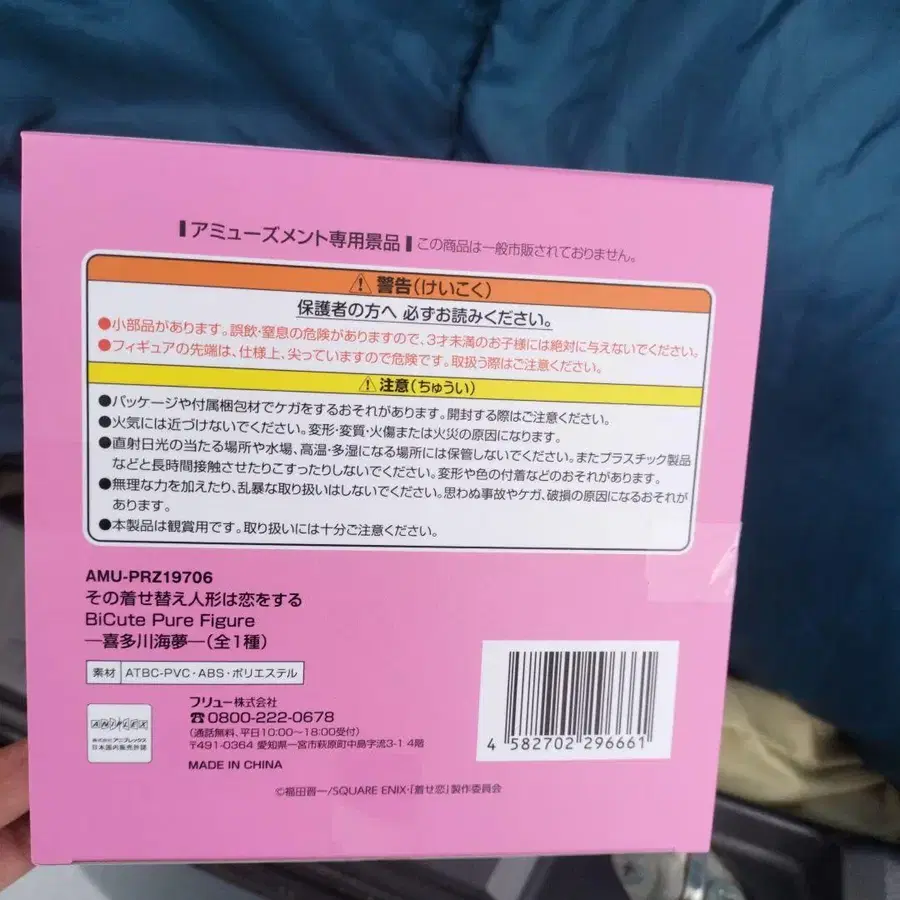 アミューズメント専用景品 この商品は一般市販されておりません。
警告(けいこく)
保護者の方へ 必ずお読みください。
●小部品があります。誤飲・窒息の危険がありますので、3才未満のお子様には絶対に与えないでください。
●フィギュアの先端は、仕様上、尖っていますので危険です。取扱う際はご注意ください。
注意(ちゅうい)
●パッケージや付属梱包材でケガをするおそれがあります。開封する際はご注意ください。
●火気には近づけないでください。変形・変質・火傷または火災の原因になります。
●直射日光の当たる場所や水場、高温・多湿になる場所には保管しないでください。またプラスチック製品
などと長時間接触させたりこすったりしないでください。変形や色の付着などのおそれがあります。
●無理な力を加えたり、乱暴な取り扱いはしないでください。思わぬ事故やケガ、破損の原因になるおそれが
あります。
●本製品は観賞用です。取り扱いには十分ご注意ください。
AMU-PRZ19706
その着せ替え人形は恋をする
BiCute Pure Figure
―喜多川海夢―(全1種)
素材 ATBC-PVC・ABS・ポリエステル
ANIPLEX
株式会社アニプレックス
日本国内販売許諾
フリュー株式会社
☎0800-222-0678
(通話無料、平日10:00~18:00受付)
〒491-0364 愛知県一宮市萩原町中島字流3-1 4階
MADE IN CHINA
4 582702 296661
©福田晋一/SQUARE ENIX・「着せ恋」製作委員会